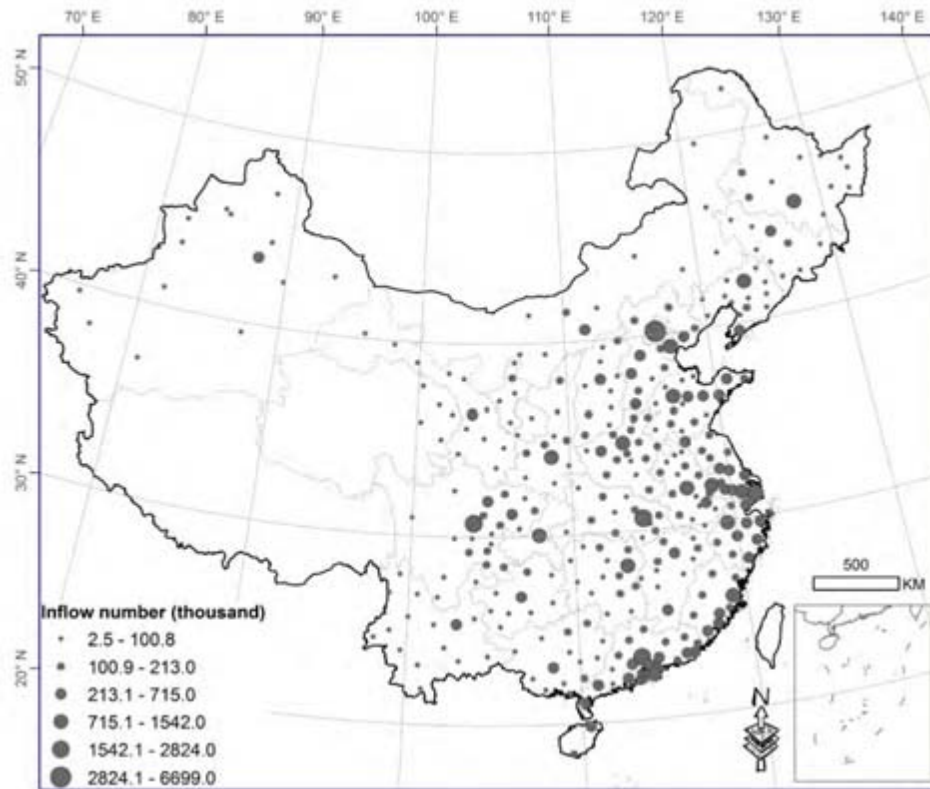 70° E 80° E 90° E 100° E 110° E 120° E 130° E 140° E
50° N
40° N
30° N
20° N
500
KM
Inflow number (thousand)
2.5 - 100.8
100.9 - 213.0
213.1 - 715.0
715.1 - 1542.0
1542.1 - 2824.0
2824.1 - 6699.0
N